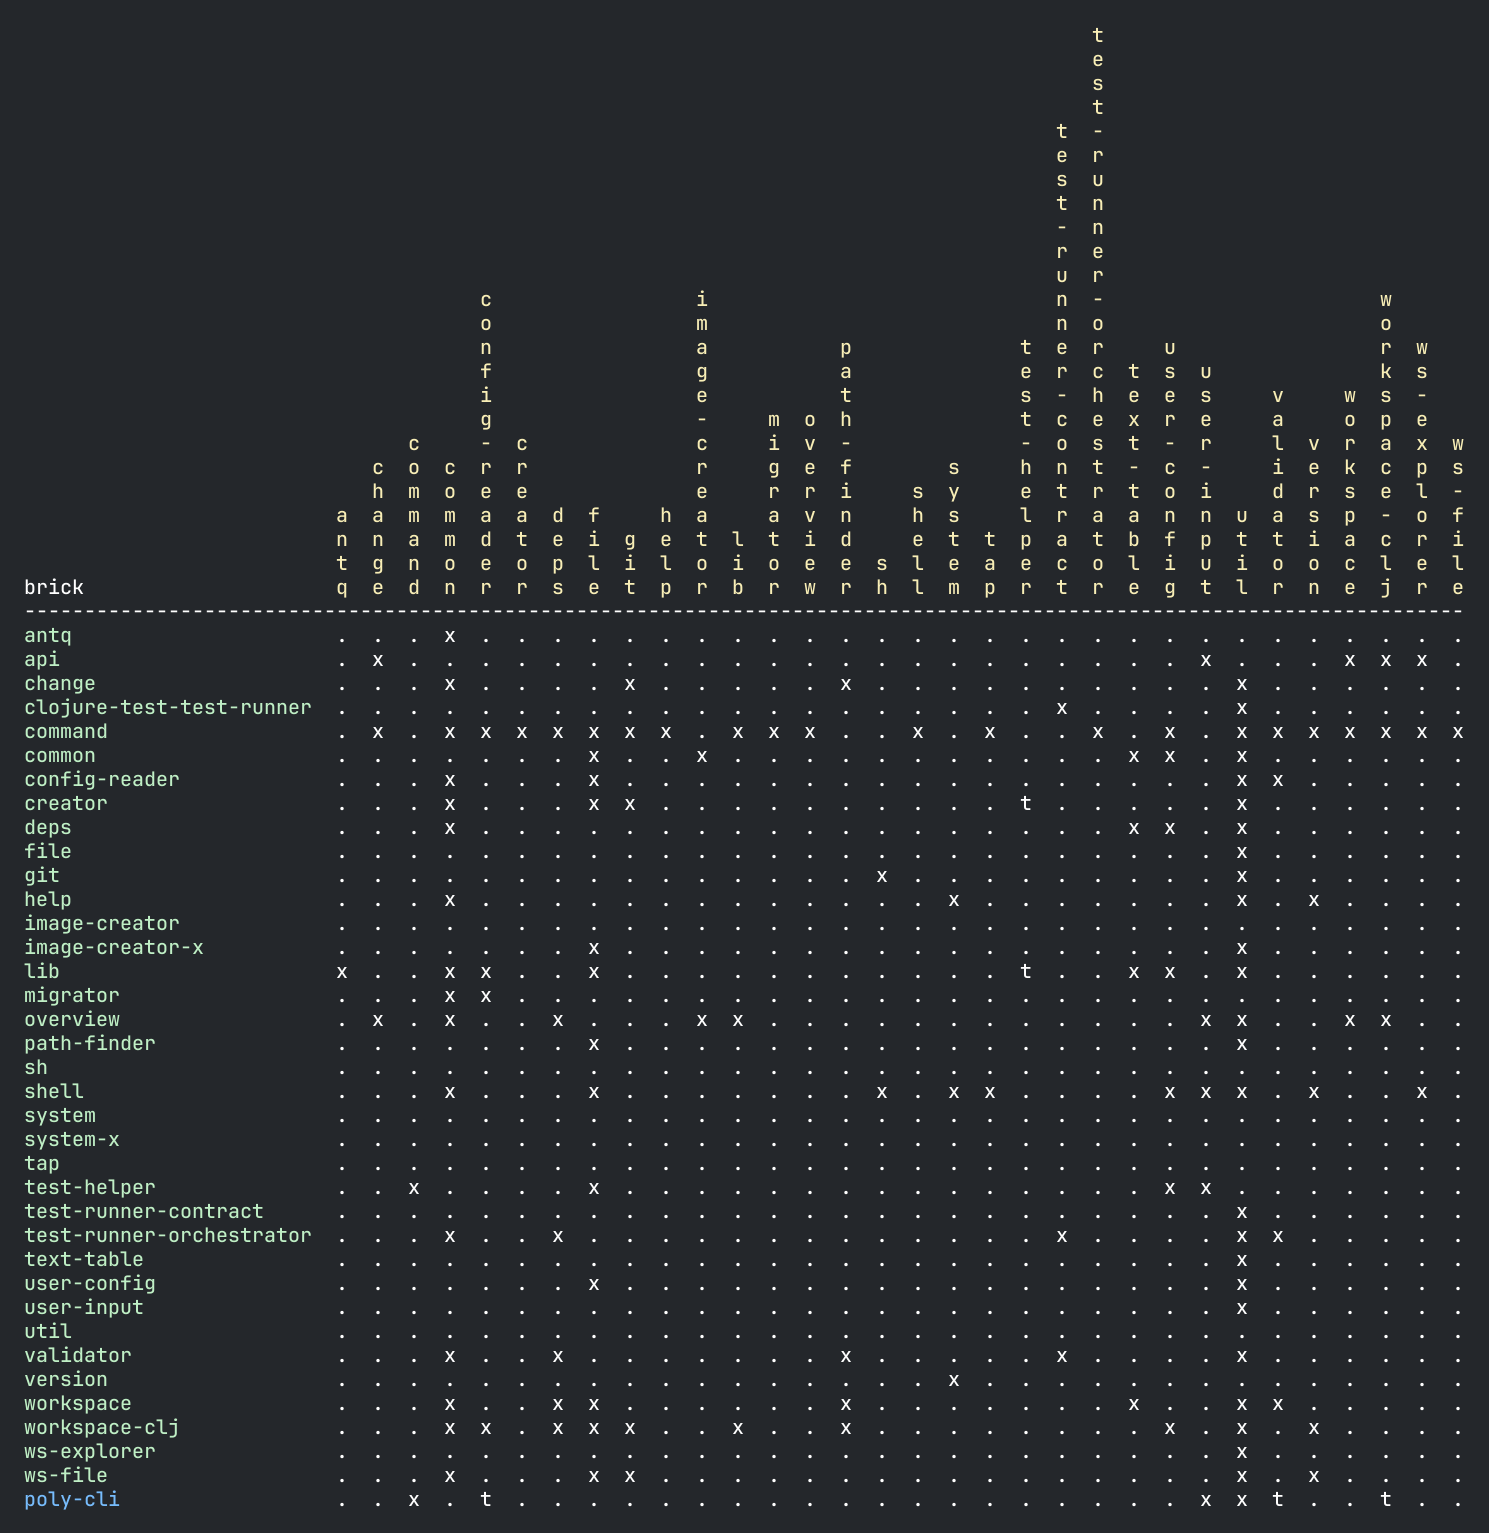 antq
change
command
common
config-reader
creator
deps
file
git
help
image-creator
lib
migrator
overview
path-finder
sh
shell
system
tap
test-helper
test-runner-contract
test-runner-orchestrator
text-table
user-config
user-input
util
validator
version
workspace
workspace-clj
ws-explorer
ws-file
brick
------------------------------------------------------------------------------------------------------------------------
antq . . . x . . . . . . . . . . . . . . . . . . . . . . . . . . . .
api . x . . . . . . . . . . . . . . . . . . . . . . x . . . x x x .
change . . . x . . . . x . . . . . x . . . . . . . . . . x . . . . . .
clojure-test-test-runner . . . . . . . . . . . . . . . . . . . . x . . . . x . . . . . .
command . x . x x x x x x x . x x x . . x . x . . x . x . x x x x x x x
common . . . . . . . x . . x . . . . . . . . . . . x x . x . . . . . .
config-reader . . . x . . . x . . . . . . . . . . . . . . . . . x x . . . . .
creator . . . x . . . x x . . . . . . . . . . t . . . . . x . . . . . .
deps . . . x . . . . . . . . . . . . . . . . . . x x . x . . . . . .
file . . . . . . . . . . . . . . . . . . . . . . . . . x . . . . . .
git . . . . . . . . . . . . . . . x . . . . . . . . . x . . . . . .
help . . . x . . . . . . . . . . . . . x . . . . . . . x . x . . . .
image-creator . . . . . . . . . . . . . . . . . . . . . . . . . . . . . . . .
image-creator-x . . . . . . . x . . . . . . . . . . . . . . . . . x . . . . . .
lib x . . x x . . x . . . . . . . . . . . t . . x x . x . . . . . .
migrator . . . x x . . . . . . . . . . . . . . . . . . . . . . . . . . .
overview . x . x . . x . . . x x . . . . . . . . . . . . x x . . x x . .
path-finder . . . . . . . x . . . . . . . . . . . . . . . . . x . . . . . .
sh . . . . . . . . . . . . . . . . . . . . . . . . . . . . . . . .
shell . . . x . . . x . . . . . . . x . x x . . . . x x x . x . . x .
system . . . . . . . . . . . . . . . . . . . . . . . . . . . . . . . .
system-x . . . . . . . . . . . . . . . . . . . . . . . . . . . . . . . .
tap . . . . . . . . . . . . . . . . . . . . . . . . . . . . . . . .
test-helper . . x . . . . x . . . . . . . . . . . . . . . x x . . . . . . .
test-runner-contract . . . . . . . . . . . . . . . . . . . . . . . . . x . . . . . .
test-runner-orchestrator . . . x . . x . . . . . . . . . . . . . x . . . . x x . . . . .
text-table . . . . . . . . . . . . . . . . . . . . . . . . . x . . . . . .
user-config . . . . . . . x . . . . . . . . . . . . . . . . . x . . . . . .
user-input . . . . . . . . . . . . . . . . . . . . . . . . . x . . . . . .
util . . . . . . . . . . . . . . . . . . . . . . . . . . . . . . . .
validator . . . x . . x . . . . . . . x . . . . . x . . . . x . . . . . .
version . . . . . . . . . . . . . . . . . x . . . . . . . . . . . . . .
workspace . . . x . . x x . . . . . . x . . . . . . . x . . x x . . . . .
workspace-clj . . . x x . x x x . . x . . x . . . . . . . . x . x . x . . . .
ws-explorer . . . . . . . . . . . . . . . . . . . . . . . . . x . . . . . .
ws-file . . . x . . . x x . . . . . . . . . . . . . . . . x . x . . . .
poly-cli . . x . t . . . . . . . . . . . . . . . . . . . x x t . . t . .